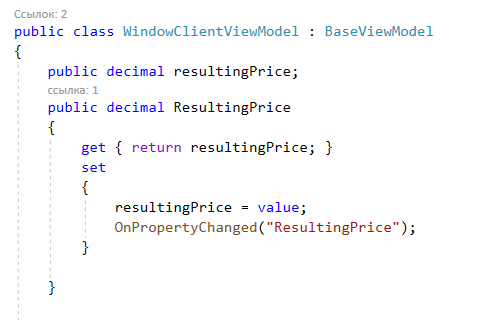 Ссылок: 2
public class WindowClientViewModel : BaseViewModel
{
public decimal resultingPrice;
ссылка: 1
public decimal ResultingPrice
{
get { return resultingPrice; }
set
{
resultingPrice = value;
OnPropertyChanged("ResultingPrice");
}
}